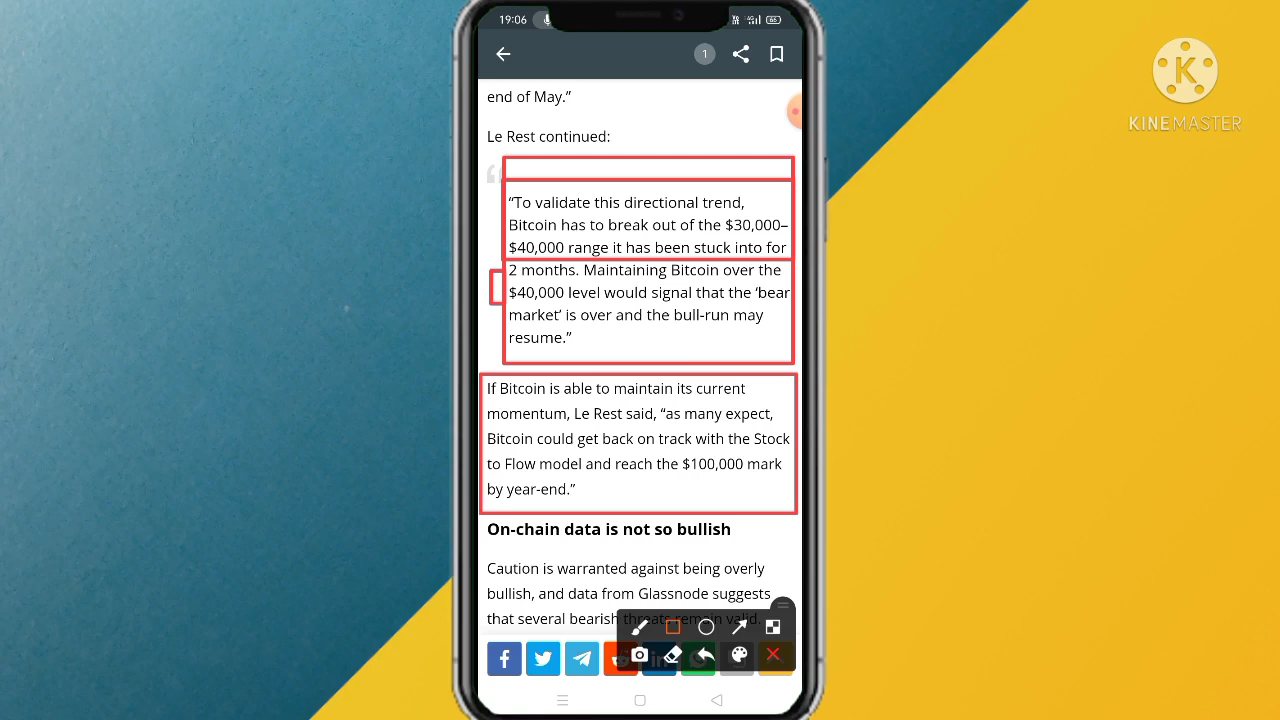 19:06
1
KINEMASTER
K
end of May.”
Le Rest continued:
“To validate this directional trend,
Bitcoin has to break out of the $30,000–
$40,000 range it has been stuck into for
2 months. Maintaining Bitcoin over the
$40,000 level would signal that the ‘bear
market’ is over and the bull-run may
resume.”
If Bitcoin is able to maintain its current
momentum, Le Rest said, “as many expect,
Bitcoin could get back on track with the Stock
to Flow model and reach the $100,000 mark
by year-end.”
On-chain data is not so bullish
Caution is warranted against being overly
bullish, and data from Glassnode suggests
that several bearish threats remain valid.